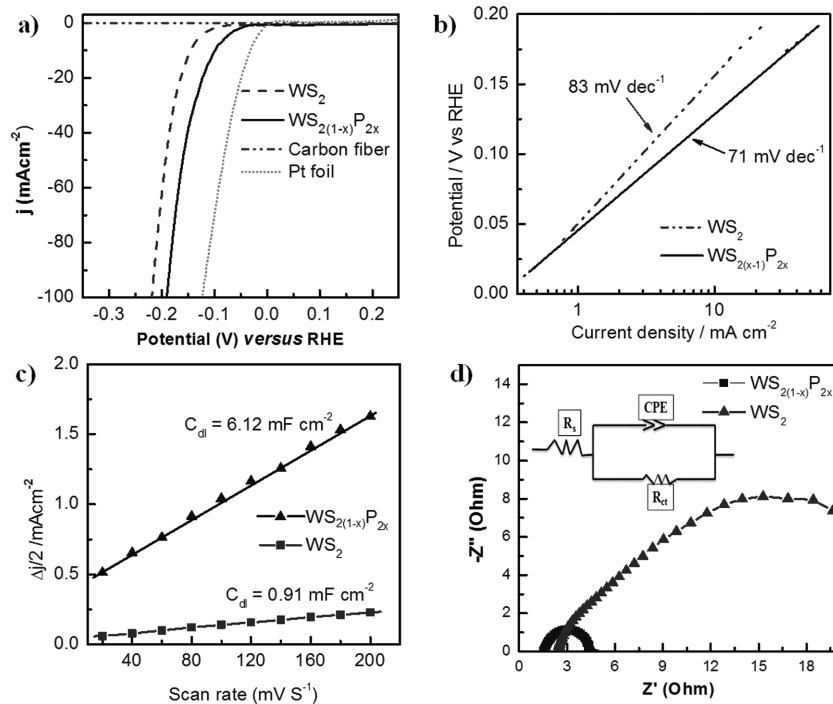 a)
0
-20
-40
-60
-80
-100
j (mAcm⁻²)
WS₂
WS₂₍₁₋ₓ₎P₂ₓ
Carbon fiber
Pt foil
-0.3 -0.2 -0.1 0.0 0.1 0.2
Potential (V) versus RHE
b)
0.20
0.15
0.10
0.05
0.00
Potential / V vs RHE
83 mV dec⁻¹
71 mV dec⁻¹
WS₂
WS₂₍ₓ₋₁₎P₂ₓ
1 10
Current density / mA cm⁻²
c)
2.0
1.5
1.0
0.5
0.0
Δj/2 /mAcm⁻²
C_dl = 6.12 mF cm⁻²
WS₂₍₁₋ₓ₎P₂ₓ
WS₂
C_dl = 0.91 mF cm⁻²
40 80 120 160 200
Scan rate (mV S⁻¹)
d)
16
14
12
10
8
6
4
2
0
-Z" (Ohm)
WS₂₍₁₋ₓ₎P₂ₓ
WS₂
CPE
Rₛ
R_ct
0 3 6 9 12 15 18
Z' (Ohm)